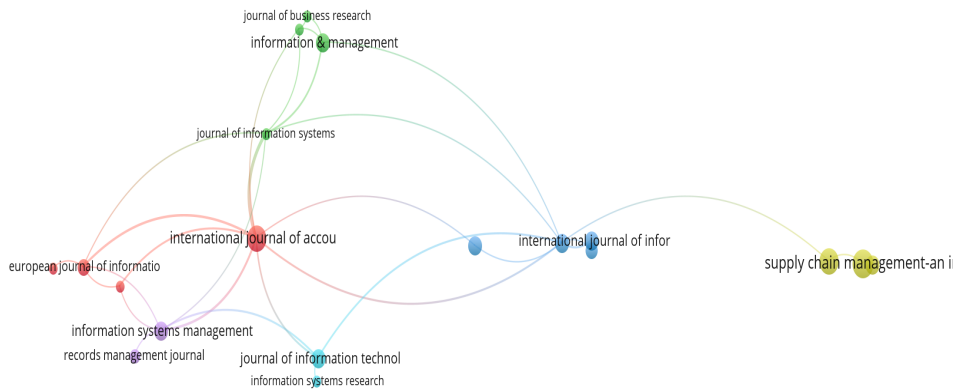 journal of business research
information & management
journal of information systems
international journal of accou
international journal of infor
supply chain management-an i
european journal of informatio
information systems management
records management journal
journal of information technol
information systems research